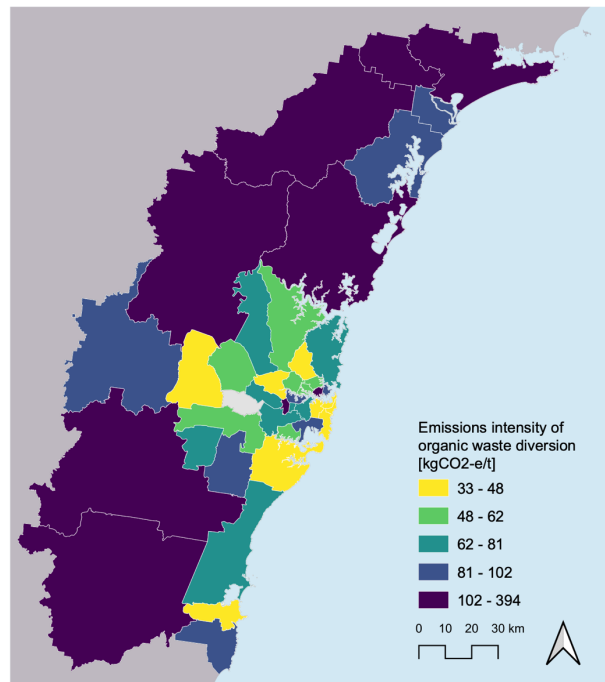 Emissions intensity of
organic waste diversion
[kgCO2-e/t]
33 - 48
48 - 62
62 - 81
81 - 102
102 - 394
0 10 20 30 km